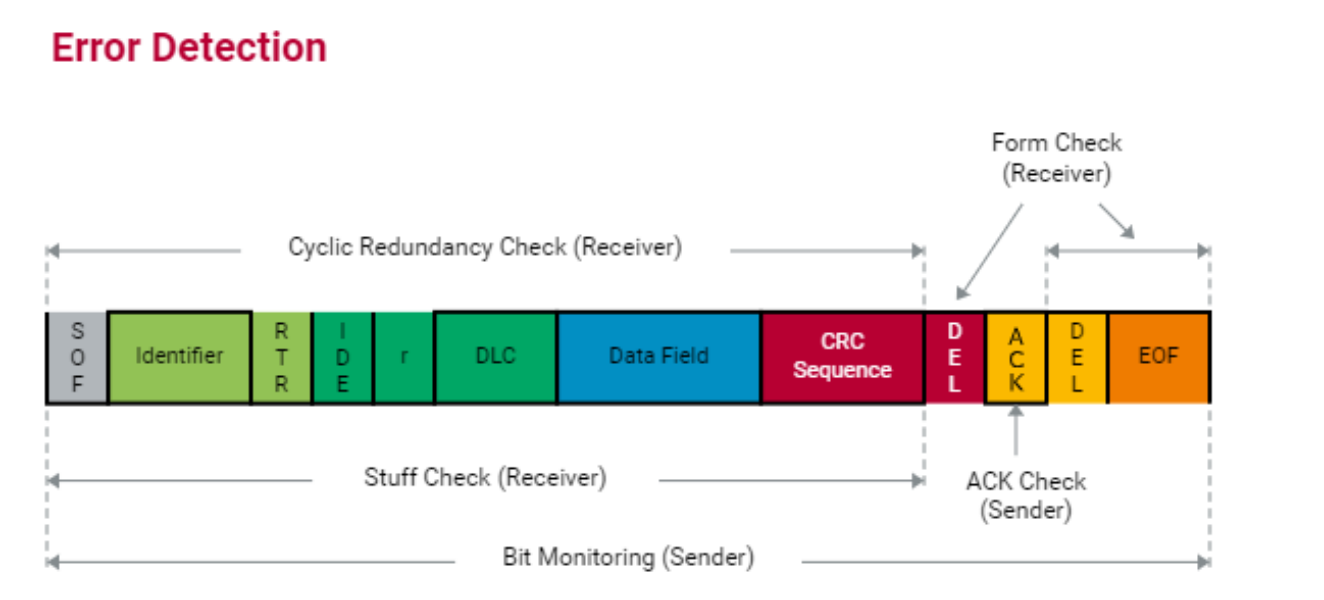 Error Detection
Form Check
(Receiver)
Cyclic Redundancy Check (Receiver)
SOF
Identifier
RTR
IDE
r
DLC
Data Field
CRC
Sequence
DEL
ACK
DEL
EOF
Stuff Check (Receiver)
ACK Check
(Sender)
Bit Monitoring (Sender)